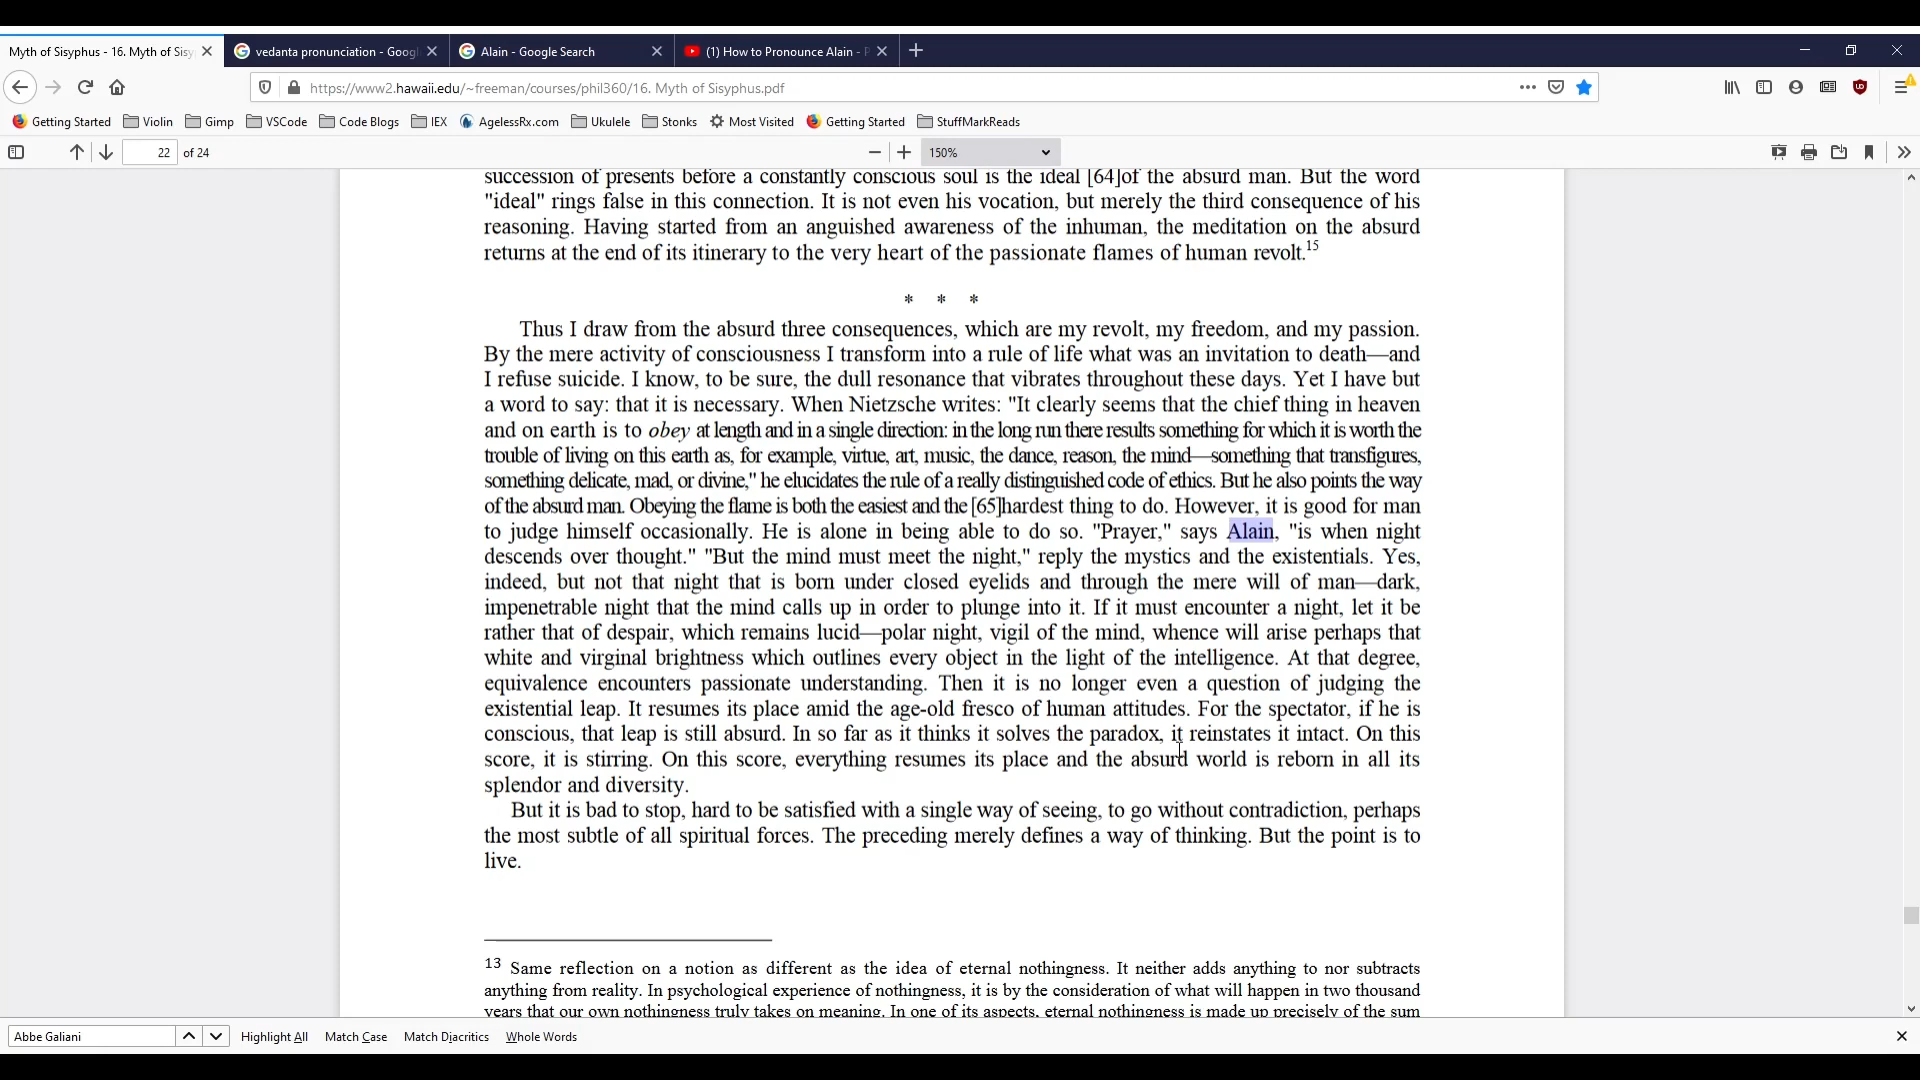 Myth of Sisyphus - 16. Myth of Sisy
vedanta pronunciation - Goog
Alain - Google Search
(1) How to Pronounce Alain -
https://www2.hawaii.edu/~freeman/courses/phil360/16. Myth of Sisyphus.pdf
Getting Started Violin Gimp VSCode Code Blogs IEX AgelessRx.com Ukulele Stonks Most Visited Getting Started StuffMarkReads
22 of 24 150%
succession of presents before a constantly conscious soul is the ideal [64]of the absurd man. But the word
"ideal" rings false in this connection. It is not even his vocation, but merely the third consequence of his
reasoning. Having started from an anguished awareness of the inhuman, the meditation on the absurd
returns at the end of its itinerary to the very heart of the passionate flames of human revolt.15
* * *
Thus I draw from the absurd three consequences, which are my revolt, my freedom, and my passion.
By the mere activity of consciousness I transform into a rule of life what was an invitation to death—and
I refuse suicide. I know, to be sure, the dull resonance that vibrates throughout these days. Yet I have but
a word to say: that it is necessary. When Nietzsche writes: "It clearly seems that the chief thing in heaven
and on earth is to obey at length and in a single direction: in the long run there results something for which it is worth the
trouble of living on this earth as, for example, virtue, art, music, the dance, reason, the mind—something that transfigures,
something delicate, mad, or divine," he elucidates the rule of a really distinguished code of ethics. But he also points the way
of the absurd man. Obeying the flame is both the easiest and the [65]hardest thing to do. However, it is good for man
to judge himself occasionally. He is alone in being able to do so. "Prayer," says Alain, "is when night
descends over thought." "But the mind must meet the night," reply the mystics and the existentials. Yes,
indeed, but not that night that is born under closed eyelids and through the mere will of man—dark,
impenetrable night that the mind calls up in order to plunge into it. If it must encounter a night, let it be
rather that of despair, which remains lucid—polar night, vigil of the mind, whence will arise perhaps that
white and virginal brightness which outlines every object in the light of the intelligence. At that degree,
equivalence encounters passionate understanding. Then it is no longer even a question of judging the
existential leap. It resumes its place amid the age-old fresco of human attitudes. For the spectator, if he is
conscious, that leap is still absurd. In so far as it thinks it solves the paradox, it reinstates it intact. On this
score, it is stirring. On this score, everything resumes its place and the absurd world is reborn in all its
splendor and diversity.
But it is bad to stop, hard to be satisfied with a single way of seeing, to go without contradiction, perhaps
the most subtle of all spiritual forces. The preceding merely defines a way of thinking. But the point is to
live.
13 Same reflection on a notion as different as the idea of eternal nothingness. It neither adds anything to nor subtracts
anything from reality. In psychological experience of nothingness, it is by the consideration of what will happen in two thousand
years that our own nothingness truly takes on meaning. In one of its aspects, eternal nothingness is made up precisely of the sum
Abbe Galiani Highlight All Match Case Match Diacritics Whole Words